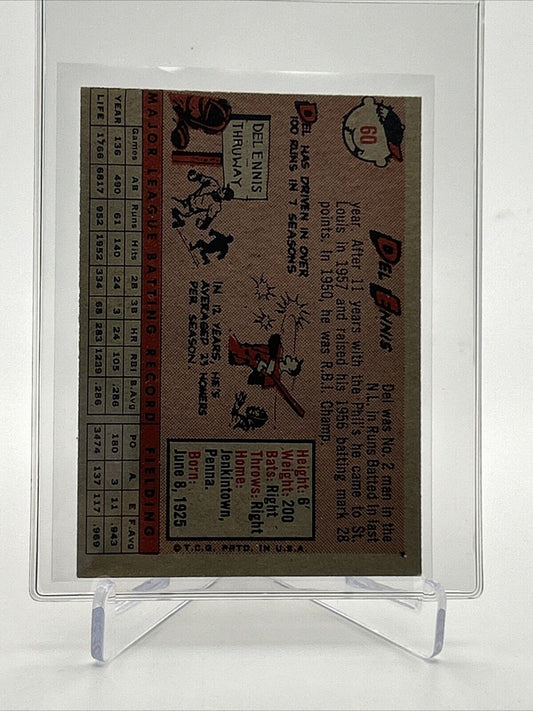 60
DEL ENNIS
Del was No. 2 man in the
N.L. in Runs Batted In last
year. After 11 years with the Phil's he came to St.
Louis in 1957 and raised his 1956 batting mark 28
points. In 1950, he was R.B.I. Champ.
DEL HAS DRIVEN IN OVER
100 RUNS IN 7 SEASONS
DEL ENNIS
THRUWAY
IN 12 YEARS HE'S
AVERAGED 23 HOMERS
PER SEASON.
Height: 6'
Weight: 200
Bats: Right
Throws: Right
Home:
Jenkintown,
Penna.
Born:
June 8, 1925
© T.C.G. PRTD. IN U.S.A.
MAJOR LEAGUE BATTING RECORD FIELDING
Games AB Runs Hits 2B 3B HR RBI B.Avg PO A. E F.Avg
YEAR 136 490 61 140 24 3 24 105 .286 180 3 11 .943
LIFE 1766 6817 952 1952 334 68 283 1239 .286 3474 137 117 .969